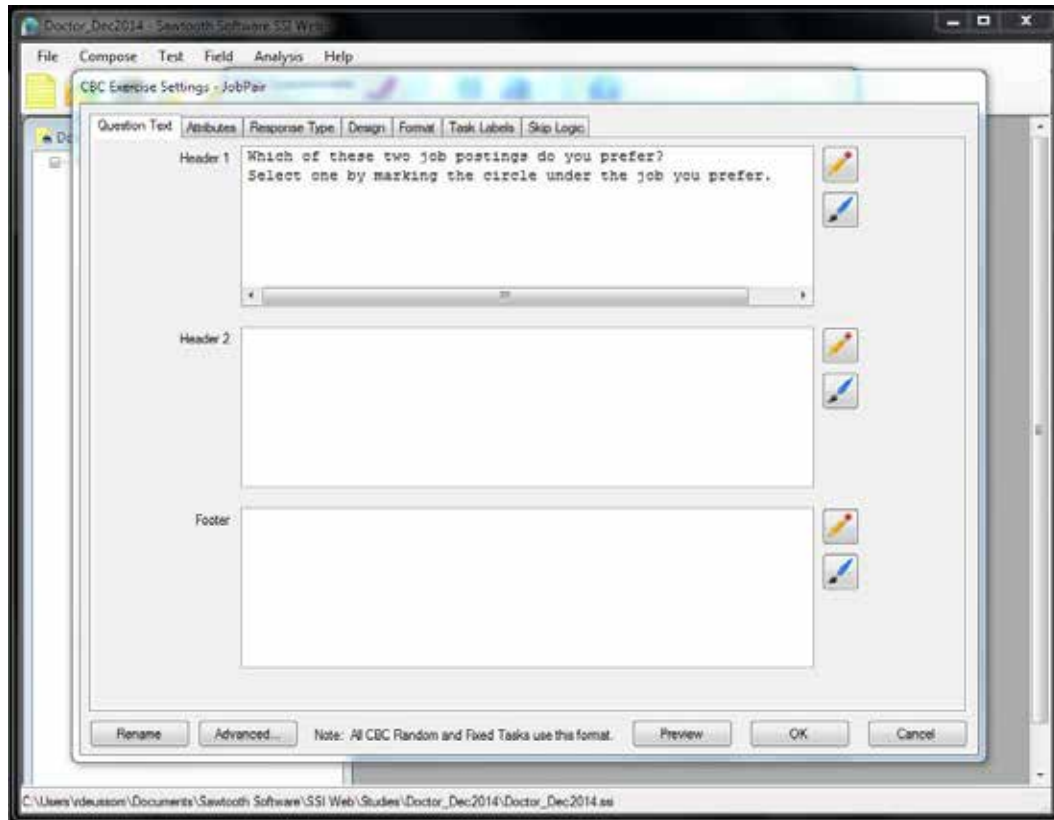 Doctor_Dec2014 - Sawtooth Software SSI Web
File Compose Test Field Analysis Help
CBC Exercise Settings - JobPair
Question Text Attributes Response Type Design Format Task Labels Skip Logic
Header 1
Which of these two job postings do you prefer?
Select one by marking the circle under the job you prefer.
Header 2
Footer
Rename Advanced... Note: All CBC Random and Fixed Tasks use this format. Preview OK Cancel
C:\Users\vdeussom\Documents\Sawtooth Software\SSI Web\Studies\Doctor_Dec2014\Doctor_Dec2014.ssi